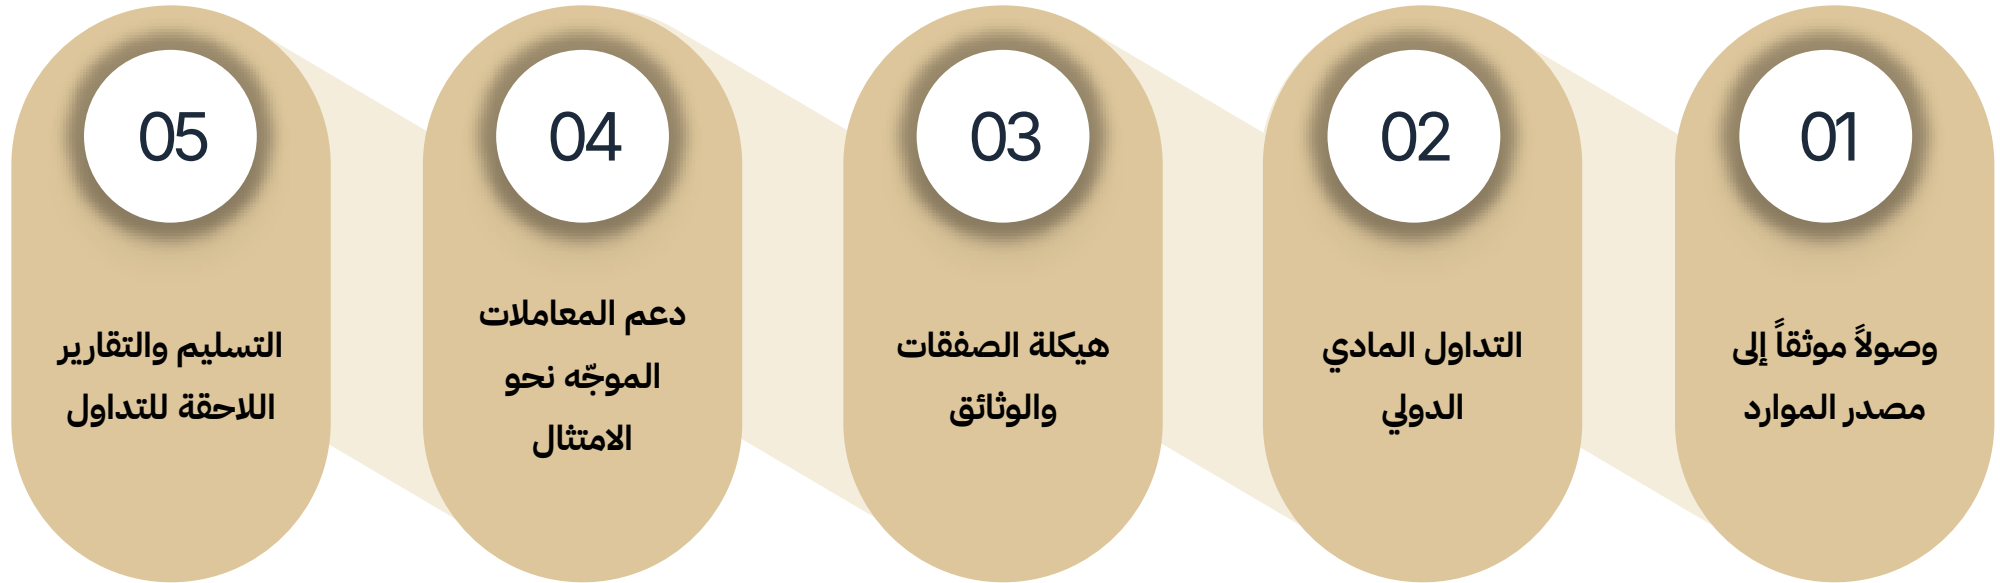 01
وصولاً موثقاً إلى
مصدر الموارد
02
التداول المادي
الدولي
03
هيكلة الصفقات
والوثائق
04
دعم المعاملات
الموجّه نحو
الامتثال
05
التسليم والتقارير
اللاحقة للتداول